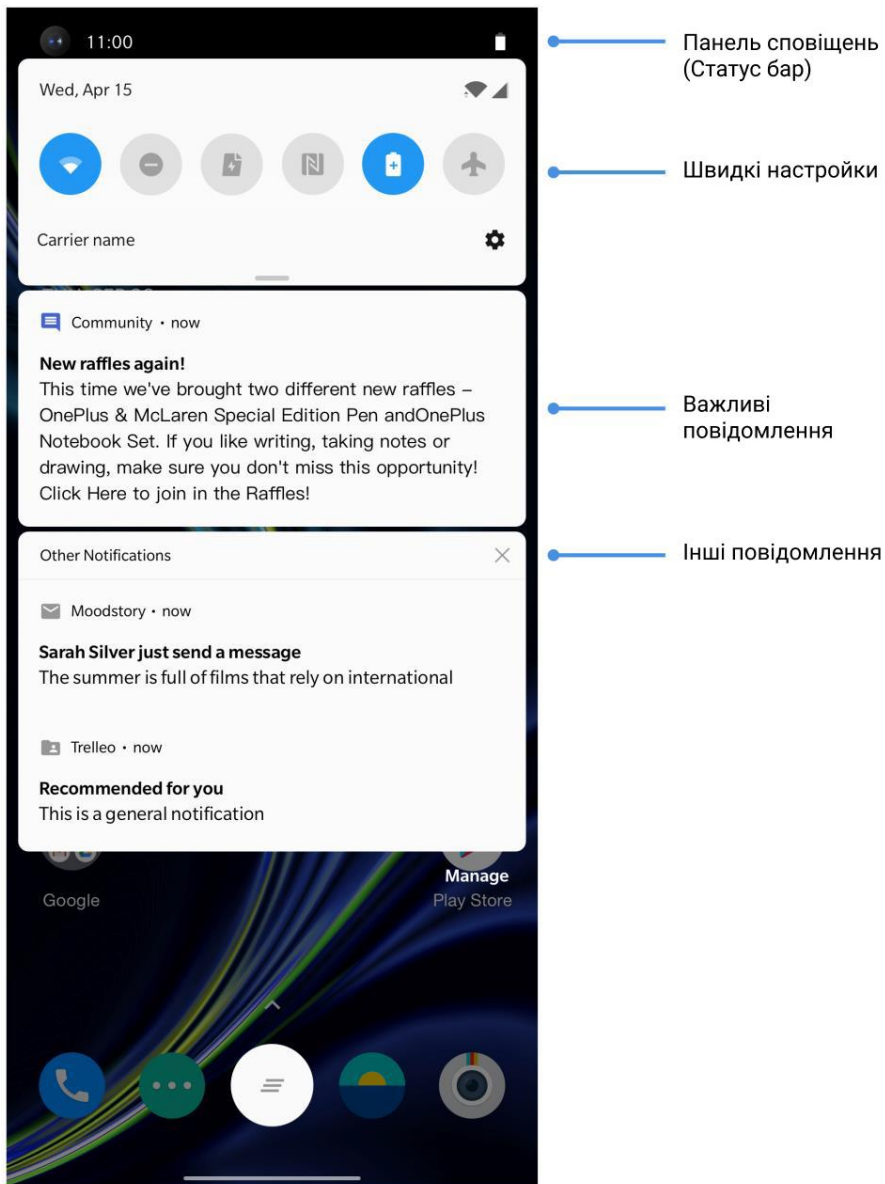 11:00
Панель сповіщень
(Статус бар)
Wed, Apr 15
Швидкі настройки
Carrier name
Community • now
New raffles again!
This time we've brought two different new raffles –
OnePlus & McLaren Special Edition Pen andOnePlus
Notebook Set. If you like writing, taking notes or
drawing, make sure you don't miss this opportunity!
Click Here to join in the Raffles!
Важливі
повідомлення
Other Notifications
Інші повідомлення
Moodstory • now
Sarah Silver just send a message
The summer is full of films that rely on international
Trelleo • now
Recommended for you
This is a general notification
Manage
Google
Play Store